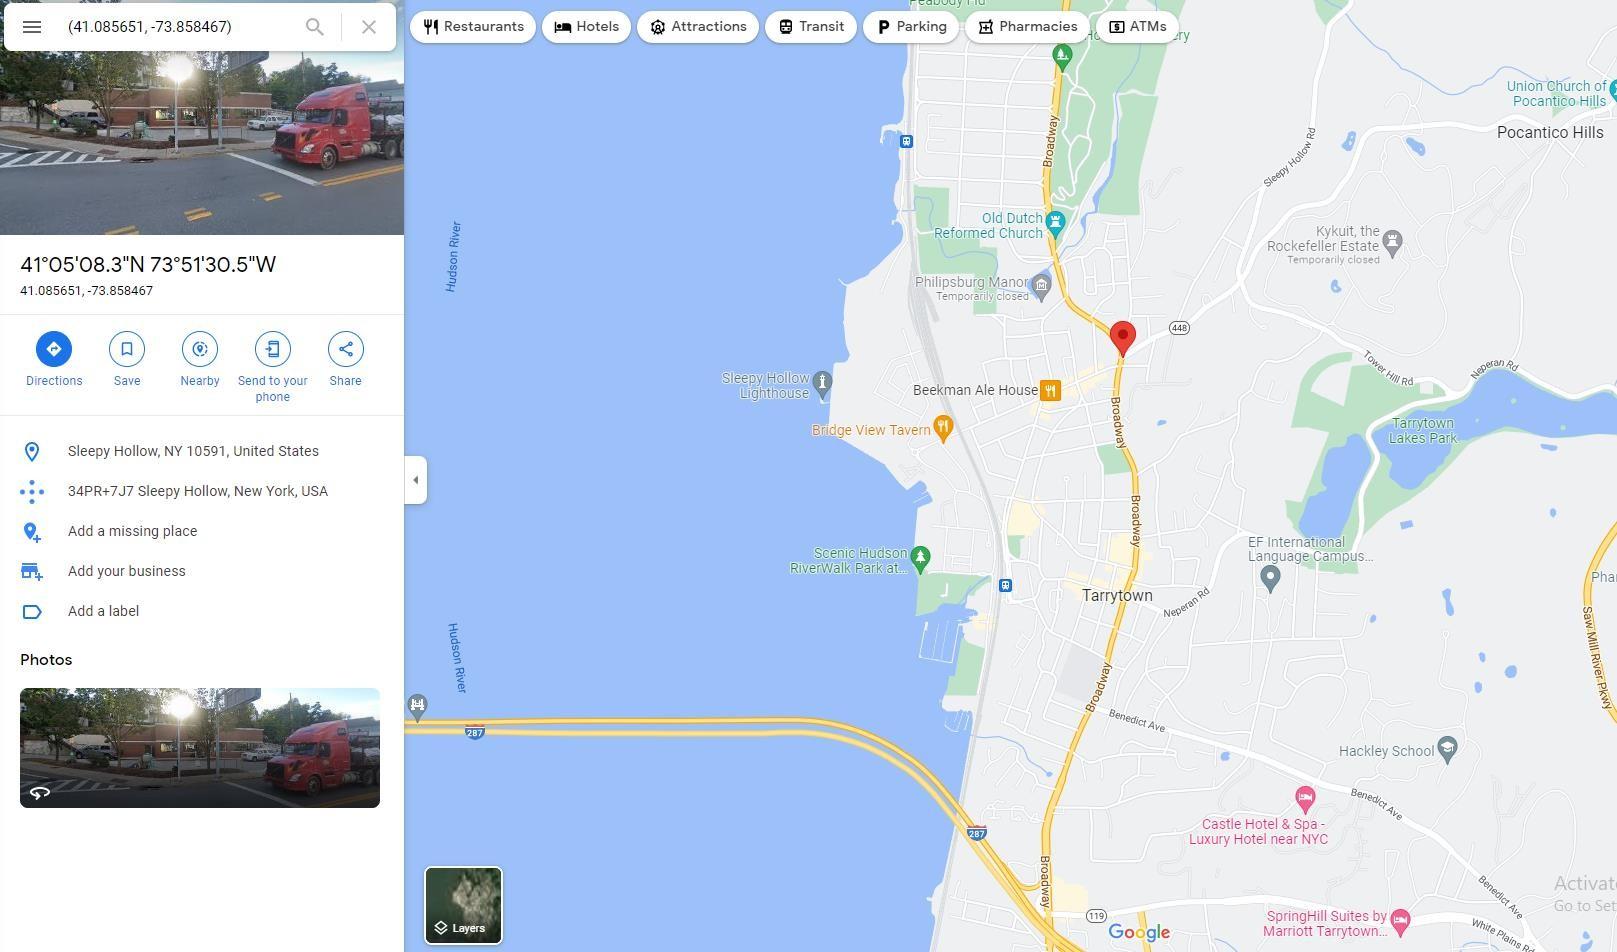 (41.085651, -73.858467)
Restaurants
Hotels
Attractions
Transit
Parking
Pharmacies
ATMs
41°05'08.3"N 73°51'30.5"W
41.085651, -73.858467
Directions
Save
Nearby
Send to your
phone
Share
Sleepy Hollow, NY 10591, United States
34PR+7J7 Sleepy Hollow, New York, USA
Add a missing place
Add your business
Add a label
Photos
Union Church of
Pocantico Hills
Pocantico Hills
Broadway
Sleepy Hollow Rd
Old Dutch
Reformed Church
Kykuit, the
Rockefeller Estate
Temporarily closed
Hudson River
Philipsburg Manor
Temporarily closed
448
Tower Hill Rd
Neperan Rd
Sleepy Hollow
Lighthouse
Beekman Ale House
Bridge View Tavern
Broadway
Tarrytown
Lakes Park
Broadway
Scenic Hudson
RiverWalk Park at...
EF International
Language Campus...
Tarrytown
Neperan Rd
Saw Mill River Pkwy
Hudson River
Broadway
Benedict Ave
287
Hackley School
Benedict Ave
Castle Hotel & Spa -
Luxury Hotel near NYC
287
Broadway
Benedict Ave
119
SpringHill Suites by
Marriott Tarrytown...
White Plains Rd
Layers
Google
Activat
Go to Set